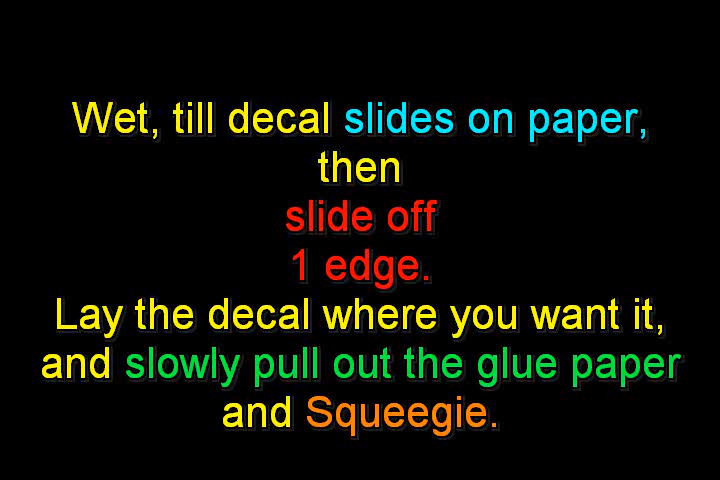 Wet, till decal slides on paper,
then
slide off
1 edge.
Lay the decal where you want it,
and slowly pull out the glue paper
and Squeegie.